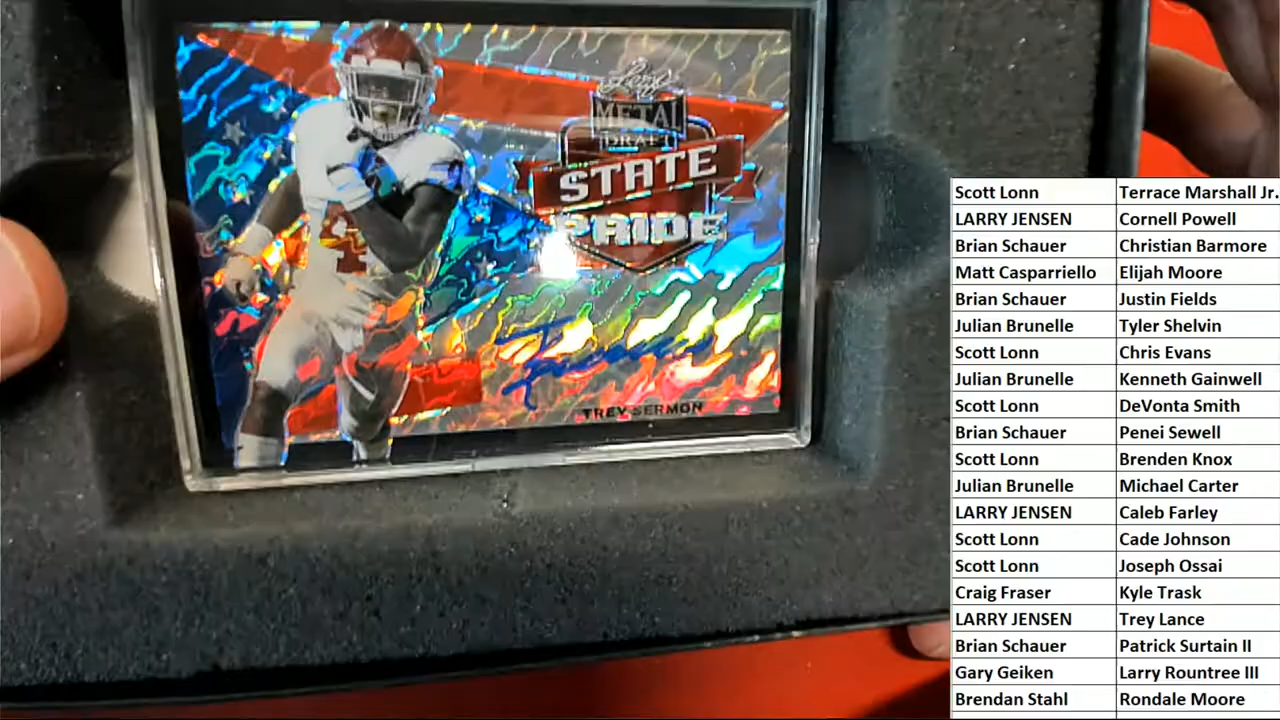 Leaf
METAL
DRAFT
STATE
PRIDE
4
TREY SERMON
Scott Lonn Terrace Marshall Jr.
LARRY JENSEN Cornell Powell
Brian Schauer Christian Barmore
Matt Casparriello Elijah Moore
Brian Schauer Justin Fields
Julian Brunelle Tyler Shelvin
Scott Lonn Chris Evans
Julian Brunelle Kenneth Gainwell
Scott Lonn DeVonta Smith
Brian Schauer Penei Sewell
Scott Lonn Brenden Knox
Julian Brunelle Michael Carter
LARRY JENSEN Caleb Farley
Scott Lonn Cade Johnson
Scott Lonn Joseph Ossai
Craig Fraser Kyle Trask
LARRY JENSEN Trey Lance
Brian Schauer Patrick Surtain II
Gary Geiken Larry Rountree III
Brendan Stahl Rondale Moore